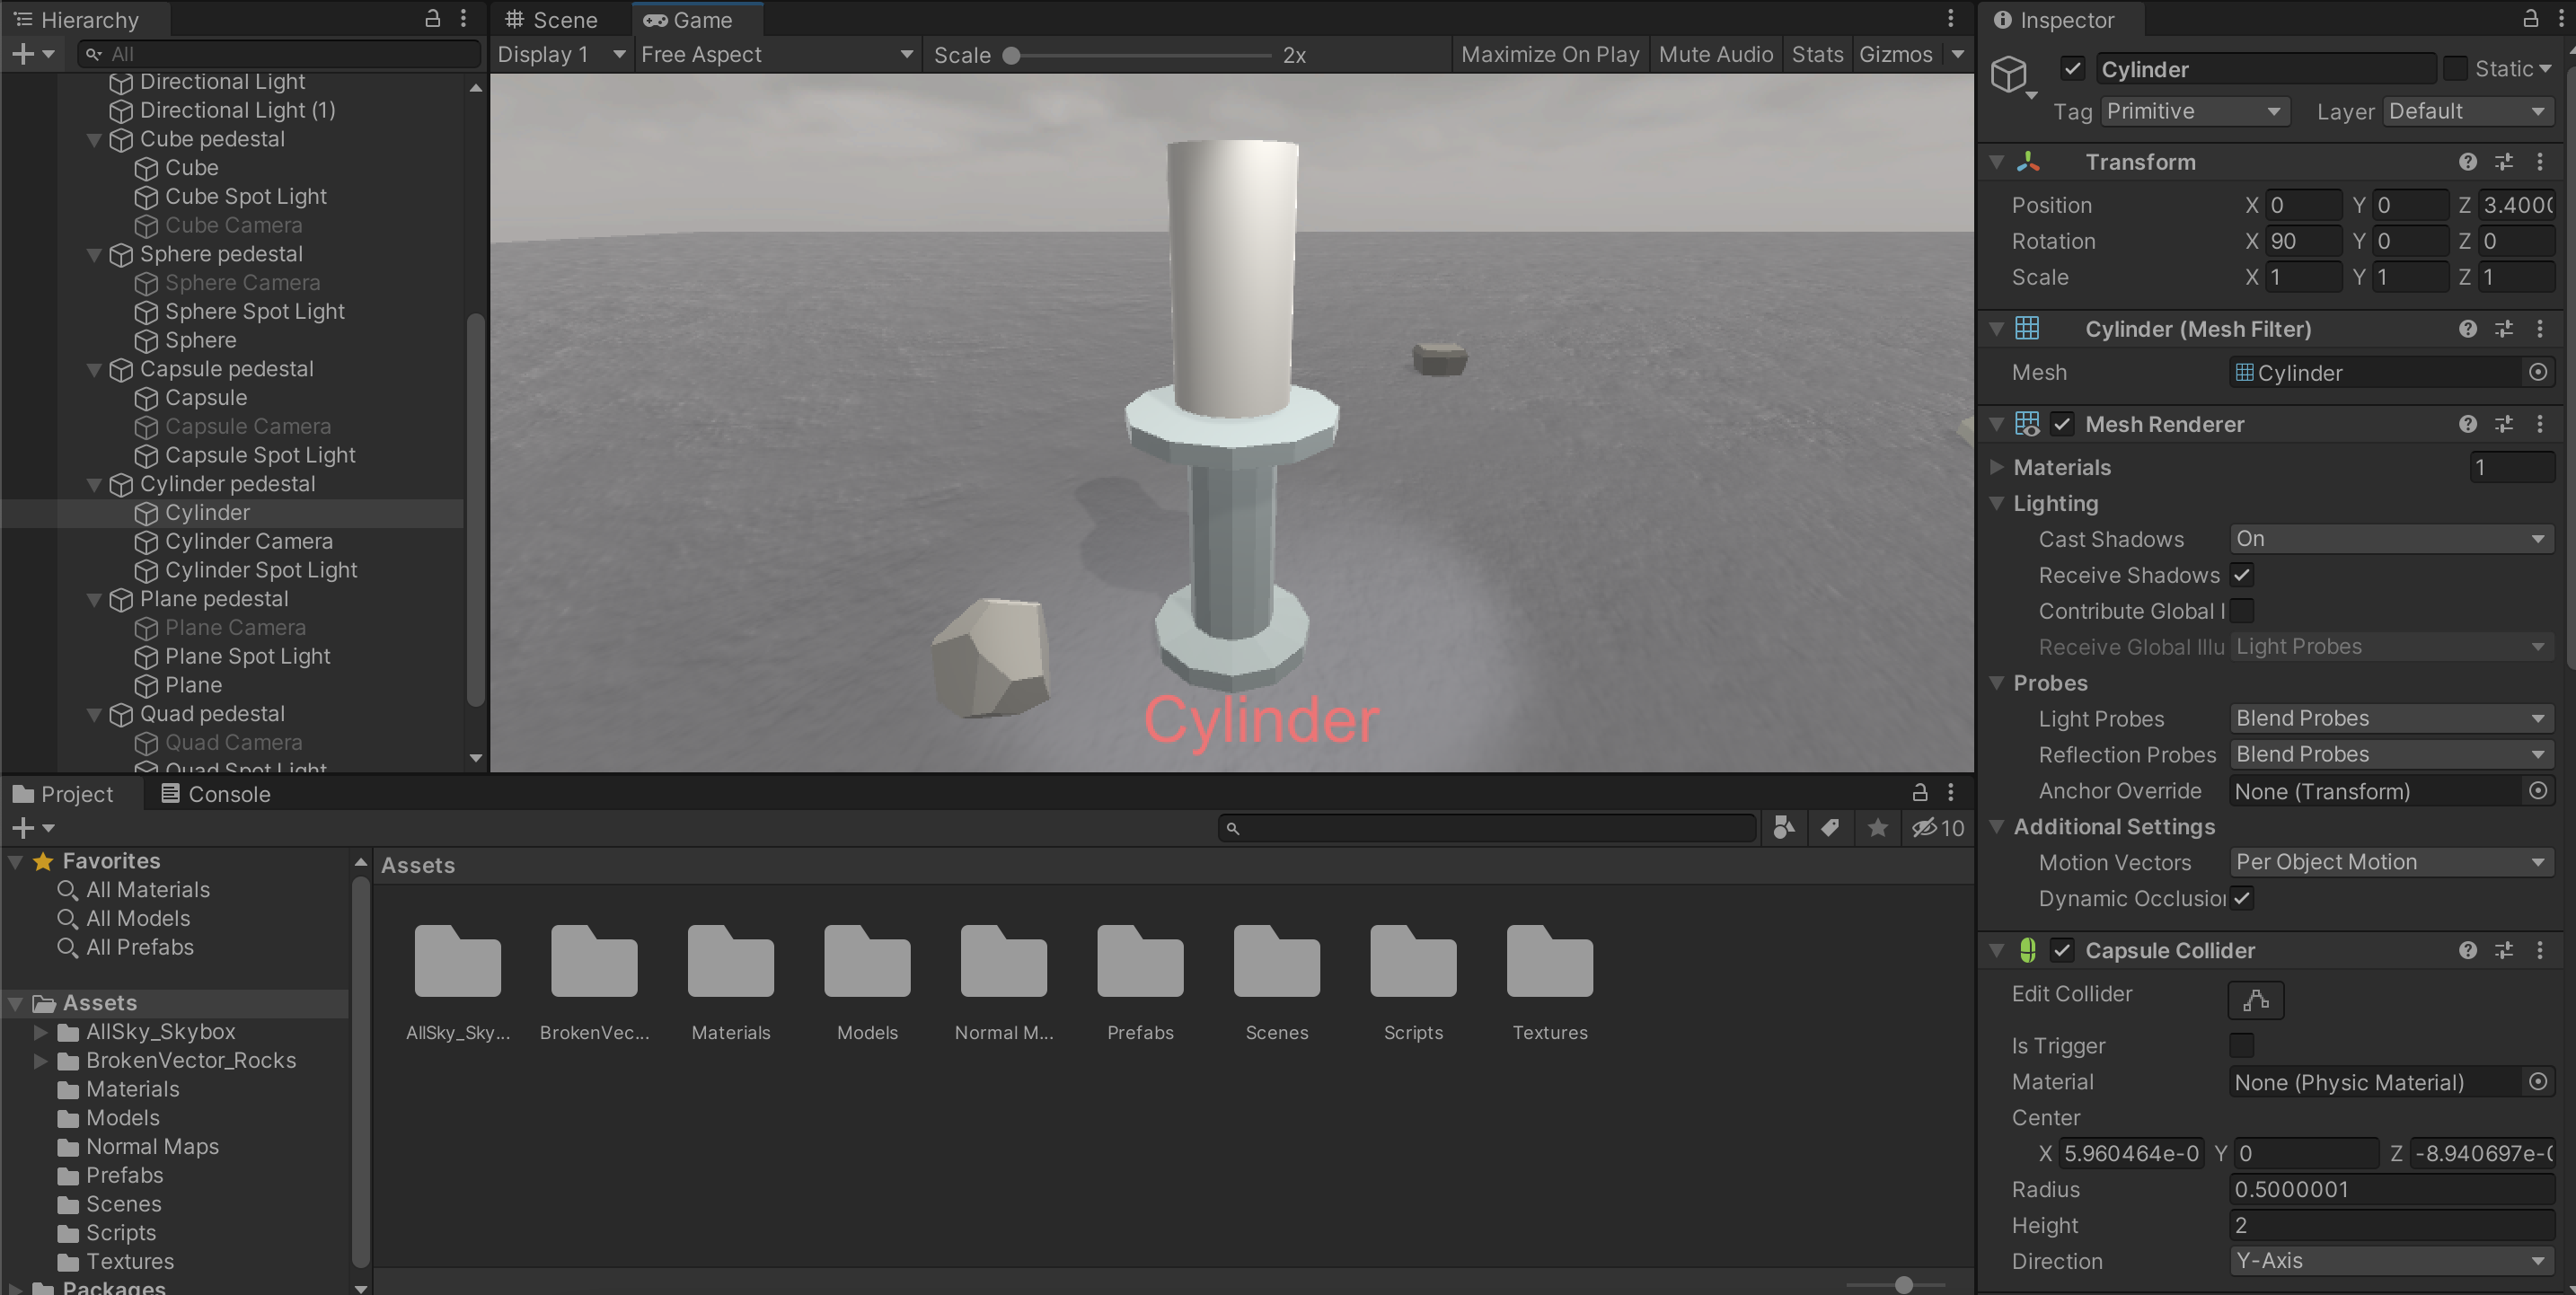 Hierarchy
All
Directional Light
Directional Light (1)
Cube pedestal
Cube
Cube Spot Light
Cube Camera
Sphere pedestal
Sphere Camera
Sphere Spot Light
Sphere
Capsule pedestal
Capsule
Capsule Camera
Capsule Spot Light
Cylinder pedestal
Cylinder
Cylinder Camera
Cylinder Spot Light
Plane pedestal
Plane Camera
Plane Spot Light
Plane
Quad pedestal
Quad Camera
Quad Spot Light
Scene Game
Display 1 Free Aspect Scale 2x Maximize On Play Mute Audio Stats Gizmos
Cylinder
Project Console
10
Favorites
All Materials
All Models
All Prefabs
Assets
AllSky_Skybox
BrokenVector_Rocks
Materials
Models
Normal Maps
Prefabs
Scenes
Scripts
Textures
Packages
Assets
AllSky_Sky... BrokenVec... Materials Models Normal M... Prefabs Scenes Scripts Textures
Inspector
Cylinder Static
Tag Primitive Layer Default
Transform
Position X 0 Y 0 Z 3.400(
Rotation X 90 Y 0 Z 0
Scale X 1 Y 1 Z 1
Cylinder (Mesh Filter)
Mesh Cylinder
Mesh Renderer
Materials 1
Lighting
Cast Shadows On
Receive Shadows
Contribute Global I
Receive Global Illu Light Probes
Probes
Light Probes Blend Probes
Reflection Probes Blend Probes
Anchor Override None (Transform)
Additional Settings
Motion Vectors Per Object Motion
Dynamic Occlusion
Capsule Collider
Edit Collider
Is Trigger
Material None (Physic Material)
Center
X 5.960464e-0 Y 0 Z -8.940697e-(
Radius 0.5000001
Height 2
Direction Y-Axis